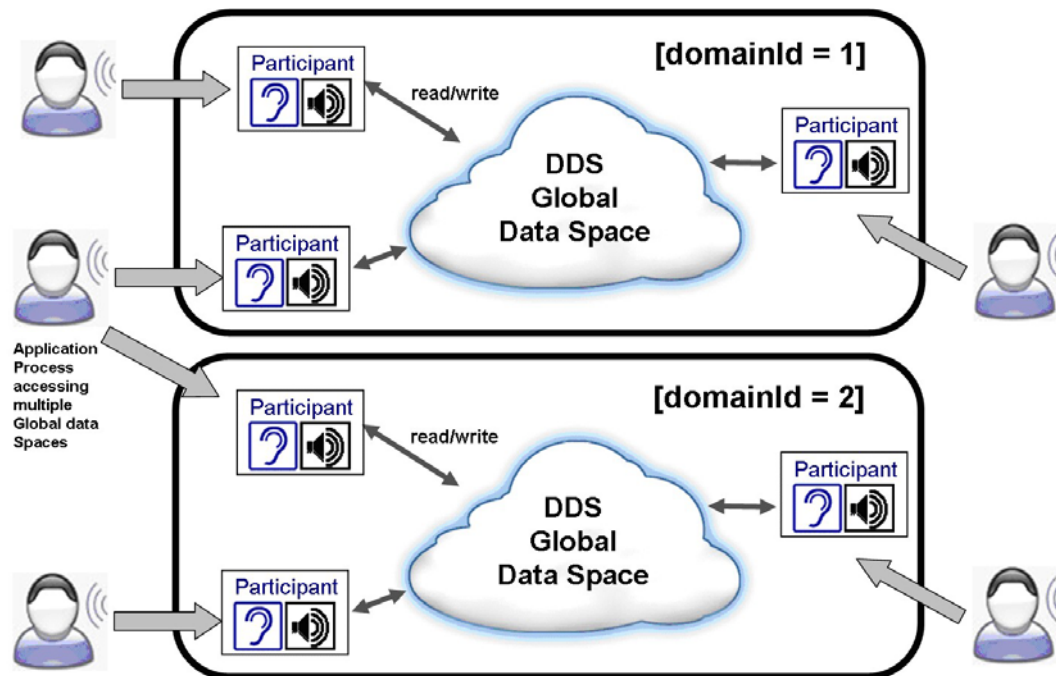 [domainId = 1]
Participant
read/write
Participant
DDS
Global
Data Space
Participant
Application
Process
accessing
multiple
Global data
Spaces
[domainId = 2]
Participant
read/write
Participant
DDS
Global
Data Space
Participant